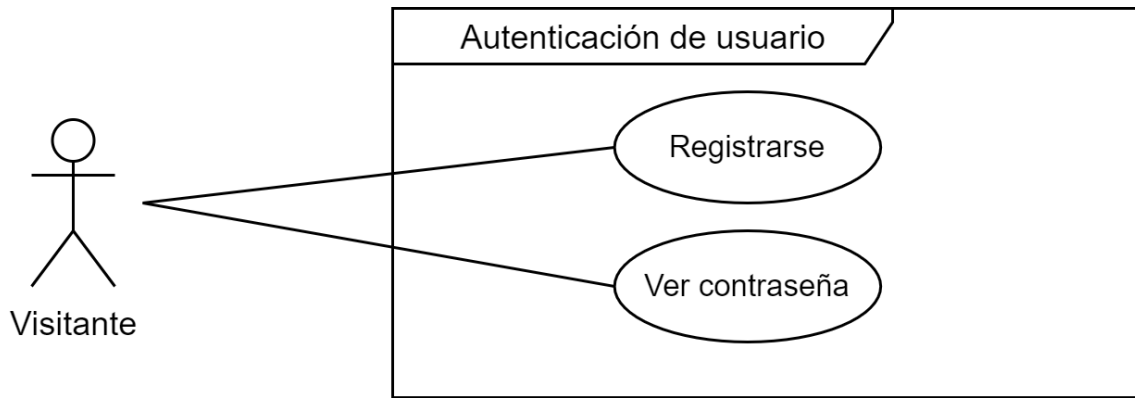 Autenticación de usuario
Registrarse
Ver contraseña
Visitante